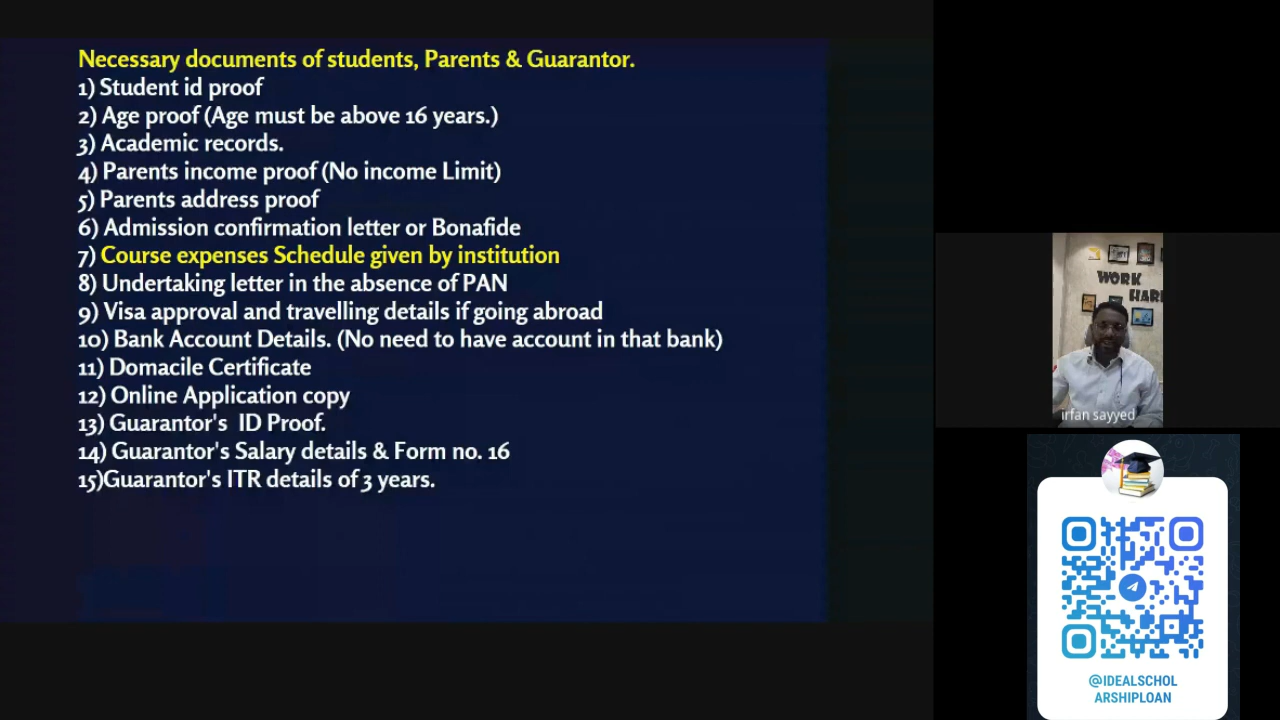 Necessary documents of students, Parents & Guarantor.
1) Student id proof
2) Age proof (Age must be above 16 years.)
3) Academic records.
4) Parents income proof (No income Limit)
5) Parents address proof
6) Admission confirmation letter or Bonafide
7) Course expenses Schedule given by institution
8) Undertaking letter in the absence of PAN
9) Visa approval and travelling details if going abroad
10) Bank Account Details. (No need to have account in that bank)
11) Domacile Certificate
12) Online Application copy
13) Guarantor's ID Proof.
14) Guarantor's Salary details & Form no. 16
15)Guarantor's ITR details of 3 years.
WORK
HARD
irfan sayyed
@IDEALSCHOL
ARSHIPLOAN